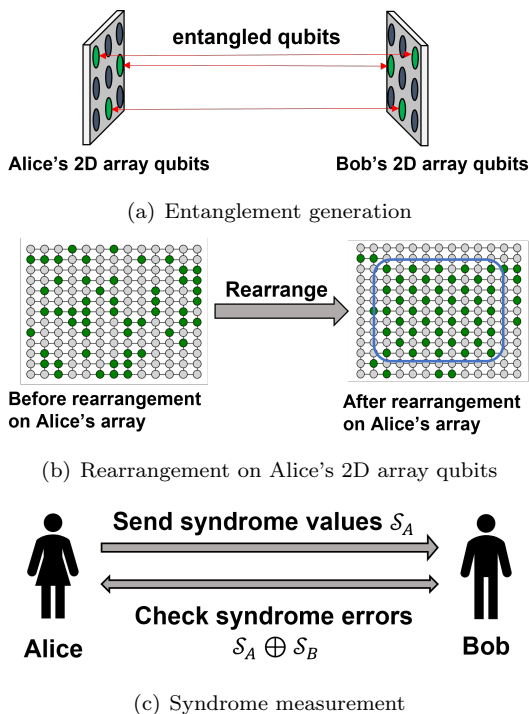 entangled qubits
Alice's 2D array qubits
Bob's 2D array qubits
(a) Entanglement generation
Rearrange
Before rearrangement
on Alice's array
After rearrangement
on Alice's array
(b) Rearrangement on Alice's 2D array qubits
Send syndrome values 𝒮_A
Check syndrome errors
𝒮_A ⊕ 𝒮_B
Alice
Bob
(c) Syndrome measurement